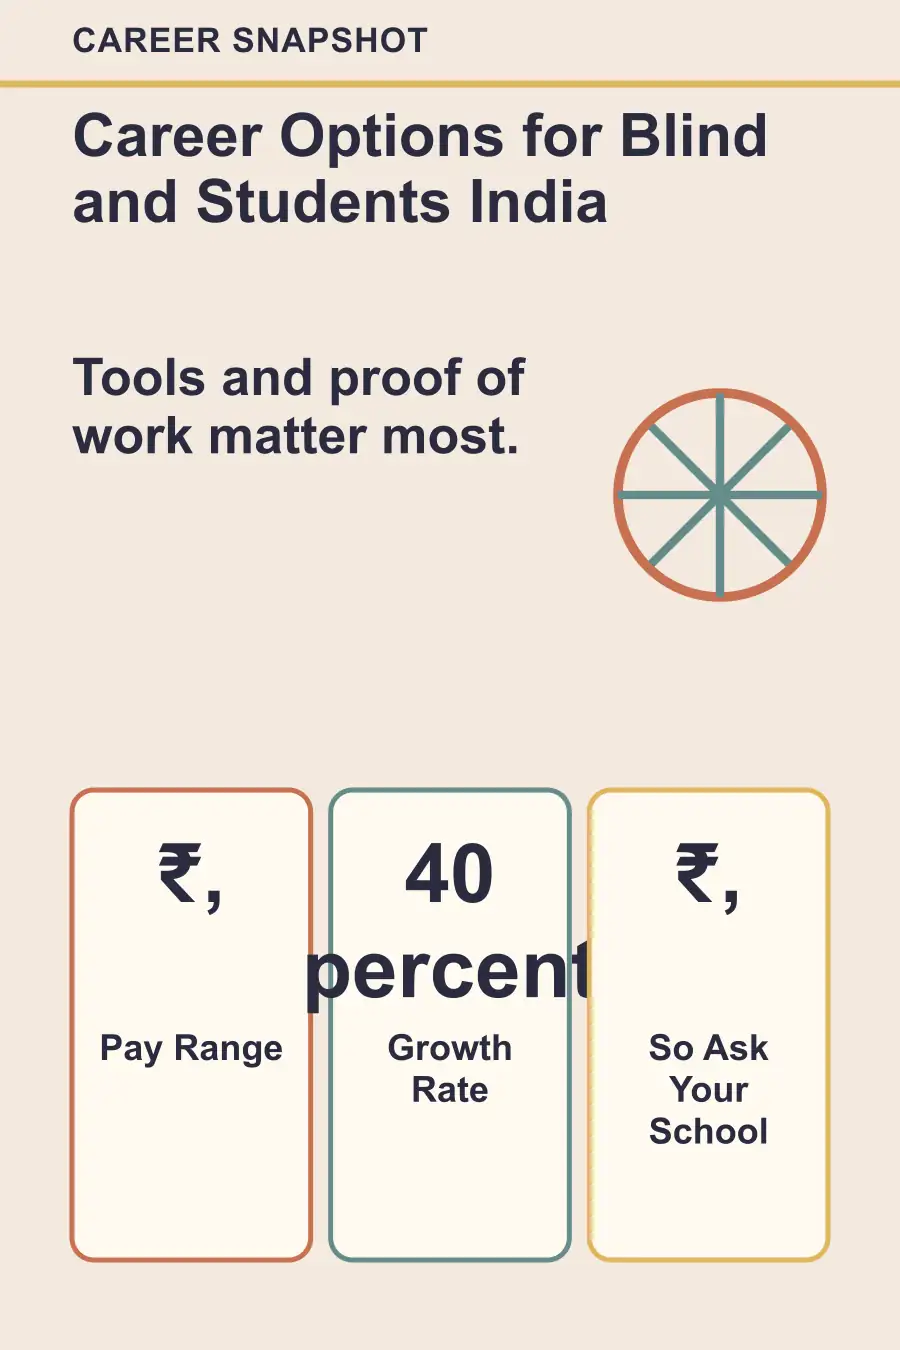 CAREER SNAPSHOT
Career Options for Blind
and Students India
Tools and proof of
work matter most.
₹,
Pay Range
40
percent
Growth
Rate
₹,
So Ask
Your
School